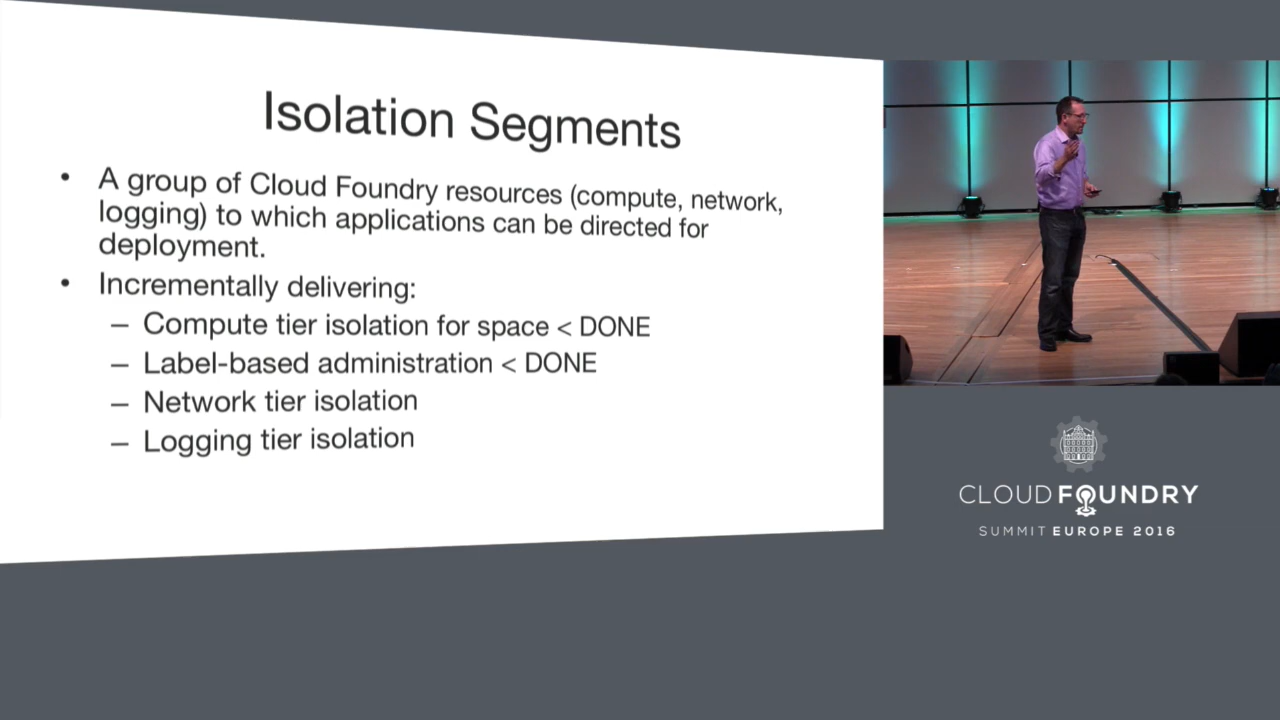 Isolation Segments
• A group of Cloud Foundry resources (compute, network,
logging) to which applications can be directed for
deployment.
• Incrementally delivering:
– Compute tier isolation for space < DONE
– Label-based administration < DONE
– Network tier isolation
– Logging tier isolation
CLOUD FOUNDRY
SUMMIT EUROPE 2016